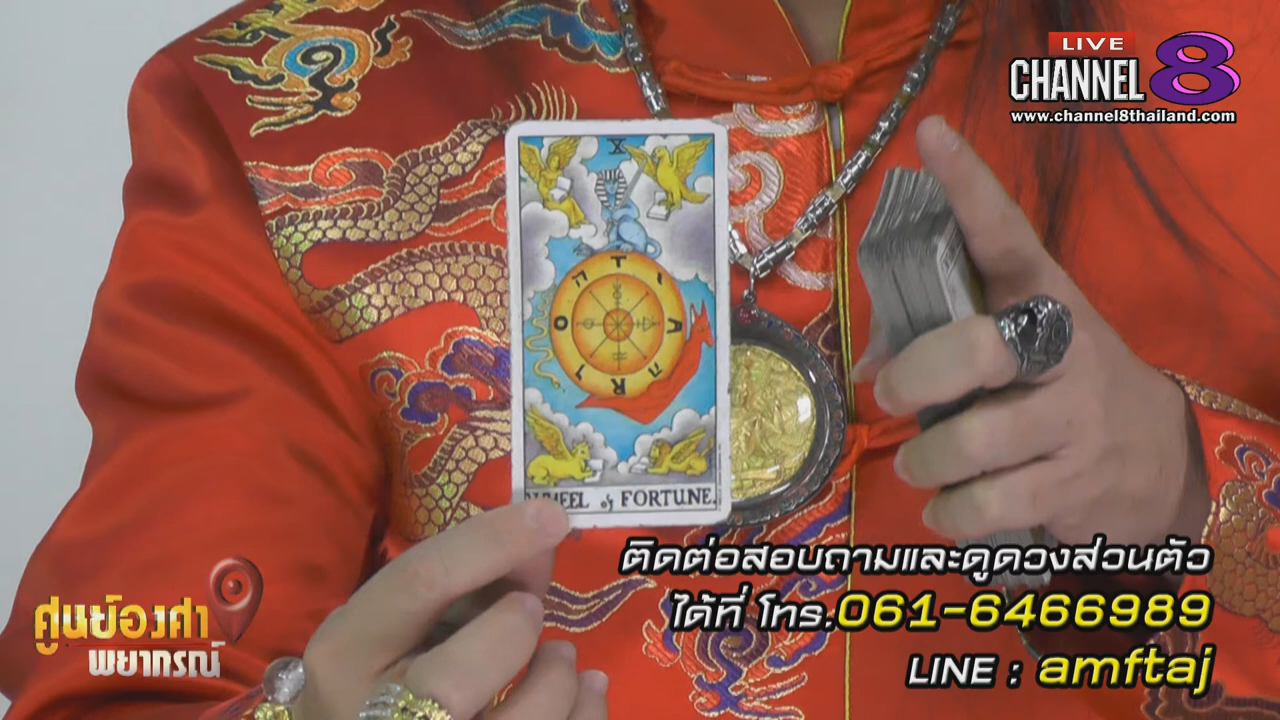 LIVE
CHANNEL 8
www.channel8thailand.com
X
WHEEL of FORTUNE.
ติดต่อสอบถามและดูดวงส่วนตัว
ได้ที่ โทร.061-6466989
LINE : amftaj
ศูนย์องศา
พยากรณ์